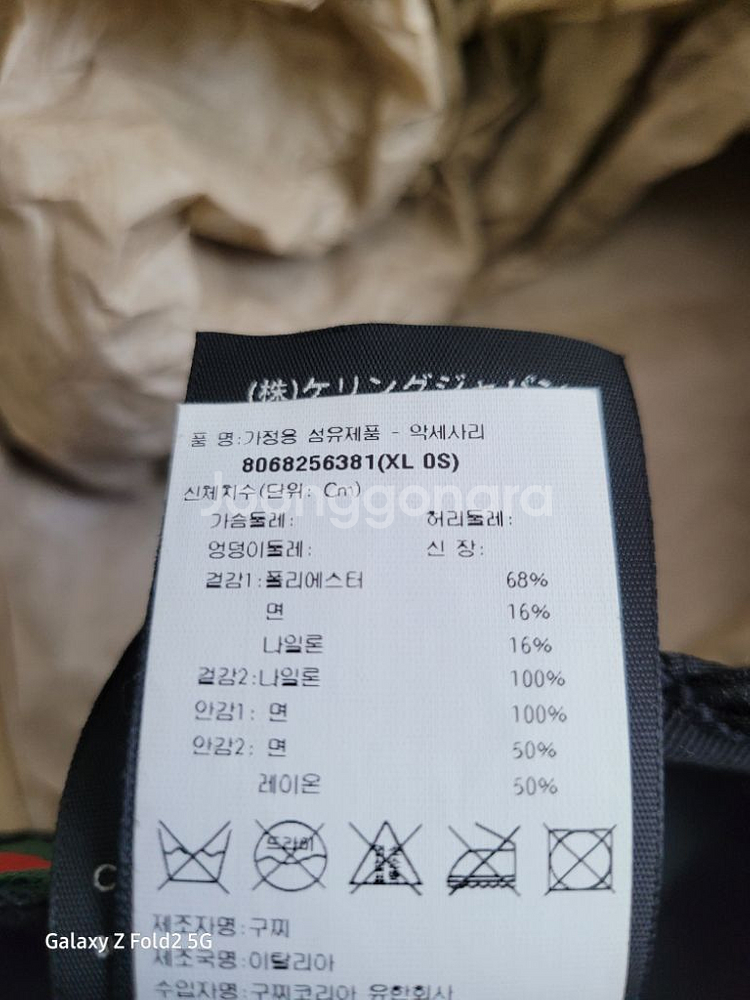 (株)ケリングジャパン
품 명:가정용 섬유제품 - 악세사리
8068256381(XL 0S)
신체치수(단위: Cm)
Joonggonara
가슴둘레: 허리둘레:
엉덩이둘레: 신 장:
겉감1:폴리에스터 68%
면 16%
나일론 16%
겉감2:나일론 100%
안감1: 면 100%
안감2: 면 50%
레이온 50%
드라이
C
제조자명:구찌
Galaxy Z Fold2 5G
제조국명:이탈리아
수입자명:구찌코리아 유한회사